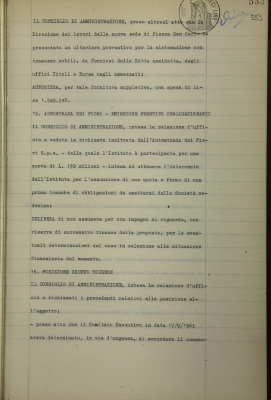 353
IL CONSIGLIO DI AMMINISTRAZIONE, preso altresì atto che la
Direzione dei lavori della nuova sede di Piazza San Carlo ha
presentato un ulteriore preventivo per la sistemazione con
tramezze mobili, da fornirsi dalla Ditta suddetta, degli
uffici Titoli e Borsa negli ammezzati;
AUTORIZZA, per tale fornitura suppletiva, una spesa di Li-
re
15. AUTOSTRADA DEI FIORI - EMISSIONE PRESTITO OBBLIGAZIONARIO
IL CONSIGLIO DI AMMINISTRAZIONE, intesa la relazione d'uffi-
cio e veduta la richiesta inoltrata dall'Autostrada dei Fio-
ri S.p.A. - della quale l'Istituto è partecipante per una
quota di L. 192 milioni - intesa ad ottenere l'intervento
dell'Istituto per l'assunzione di una quota a fermo di una
prima tranche di obbligazioni da emettersi dalla Società me-
desima;
DELIBERA di non assumere per ora impegni al riguardo, con
riserva di successivo riesame della proposta, per le even-
tuali determinazioni del caso in relazione alla situazione
finanziaria del momento.
16. POSIZIONE GRUPPO TOURNON
IL CONSIGLIO DI AMMINISTRAZIONE, intesa la relazione d'uffi-
cio e richiamati i precedenti relativi alla posizione al-
l'oggetto;
- preso atto che il Comitato Esecutivo in data 17/9/1963
aveva determinato, in via d'urgenza, di accordare il consen-